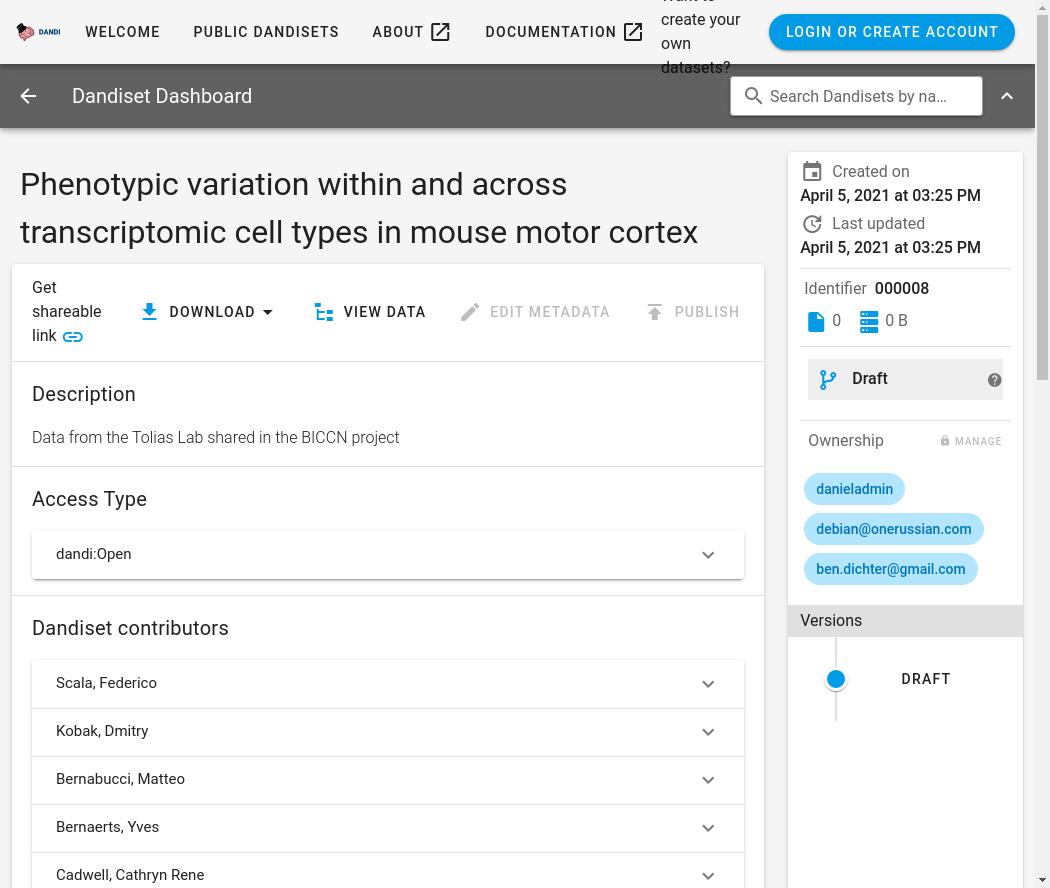 DANDI
WELCOME
PUBLIC DANDISETS
ABOUT
DOCUMENTATION
create your
own
datasets?
LOGIN OR CREATE ACCOUNT
Dandiset Dashboard
Search Dandisets by na…
Phenotypic variation within and across
transcriptomic cell types in mouse motor cortex
Get
shareable
link
DOWNLOAD
VIEW DATA
EDIT METADATA
PUBLISH
Description
Data from the Tolias Lab shared in the BICCN project
Access Type
dandi:Open
Dandiset contributors
Scala, Federico
Kobak, Dmitry
Bernabucci, Matteo
Bernaerts, Yves
Cadwell, Cathryn Rene
Created on
April 5, 2021 at 03:25 PM
Last updated
April 5, 2021 at 03:25 PM
Identifier 000008
0
0 B
Draft
?
Ownership
MANAGE
danieladmin
debian@onerussian.com
ben.dichter@gmail.com
Versions
DRAFT